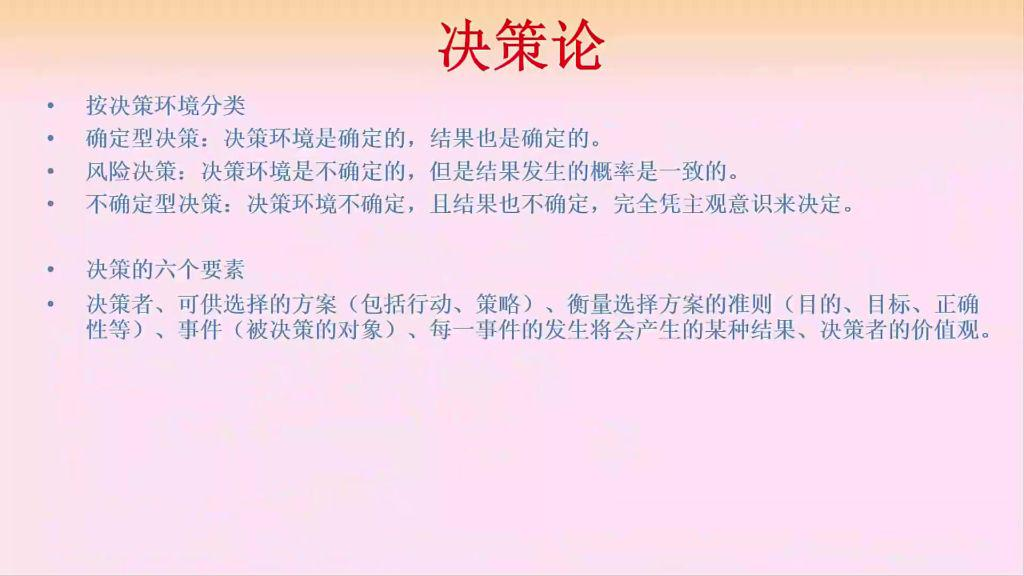 决策论
• 按决策环境分类
• 确定型决策：决策环境是确定的，结果也是确定的。
• 风险决策：决策环境是不确定的，但是结果发生的概率是一致的。
• 不确定型决策：决策环境不确定，且结果也不确定，完全凭主观意识来决定。
• 决策的六个要素
• 决策者、可供选择的方案（包括行动、策略）、衡量选择方案的准则（目的、目标、正确
性等）、事件（被决策的对象）、每一事件的发生将会产生的某种结果、决策者的价值观。